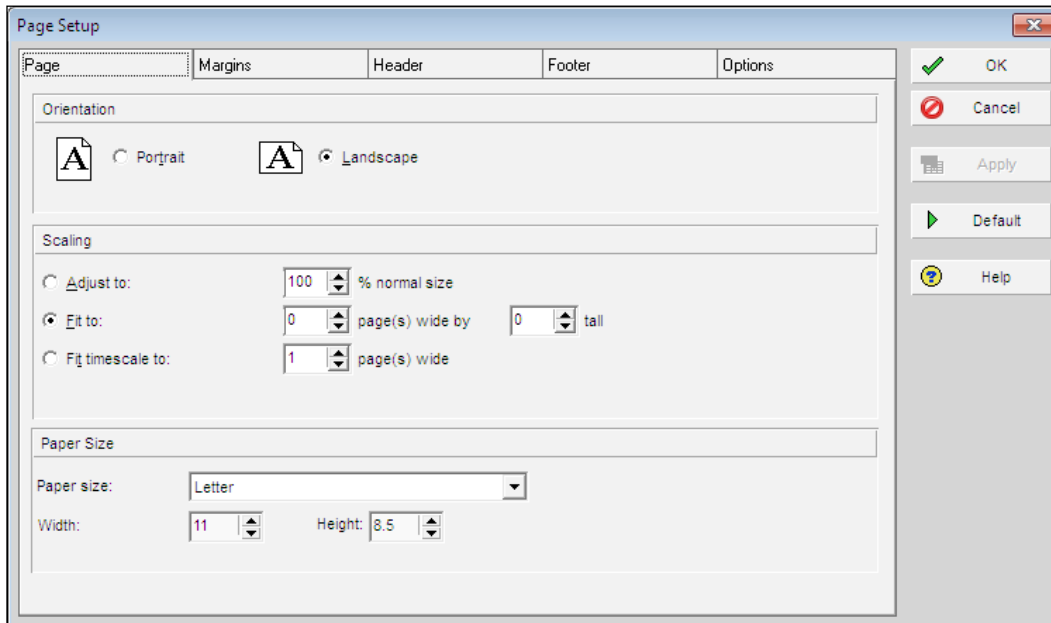 Page Setup
Page Margins Header Footer Options
OK
Cancel
Apply
Default
Help
Orientation
A Portrait A Landscape
Scaling
Adjust to: 100 % normal size
Fit to: 0 page(s) wide by 0 tall
Fit timescale to: 1 page(s) wide
Paper Size
Paper size: Letter
Width: 11 Height: 8.5